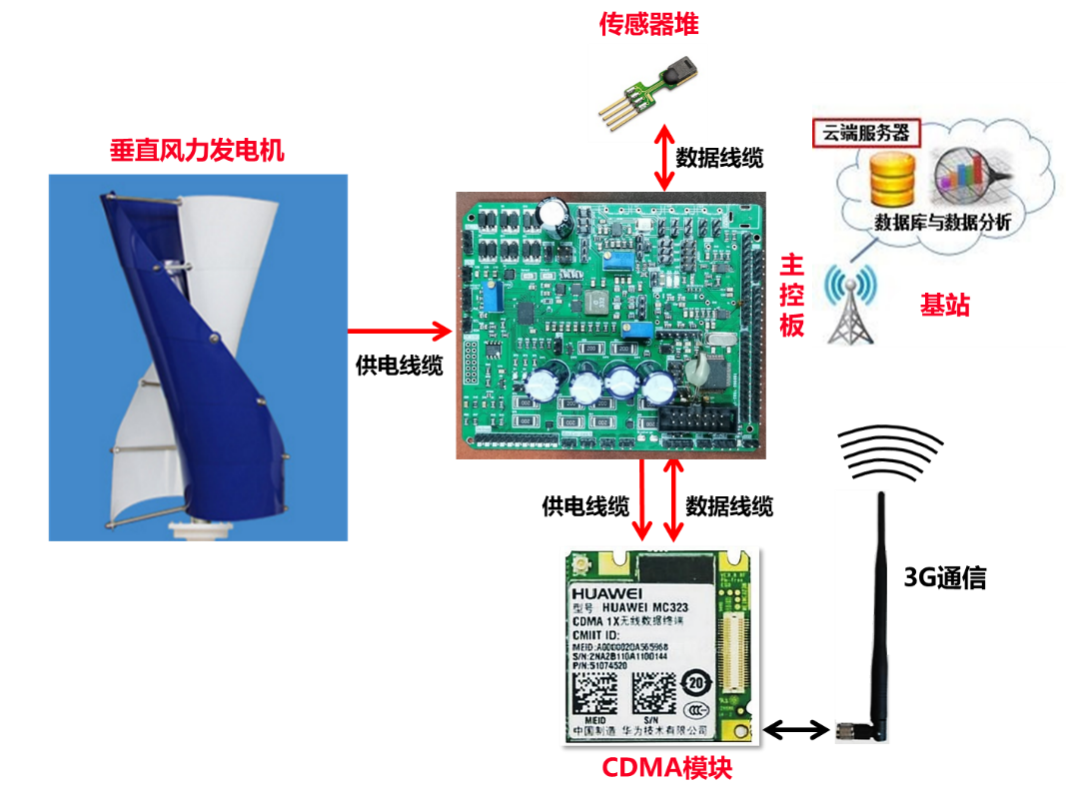 传感器堆
数据线缆
垂直风力发电机
云端服务器
数据库与数据分析
主控板
基站
供电线缆
供电线缆
数据线缆
3G通信
HUAWEI
型号 HUAWEI MC323
CDMA 1X无线数据终端
CMIIT ID:
MEID:A000002DA565968
S/N:2NA2B110A1100144
P/N:51074520
20
MEID
S/N
中国制造 华为技术有限公司
CDMA模块